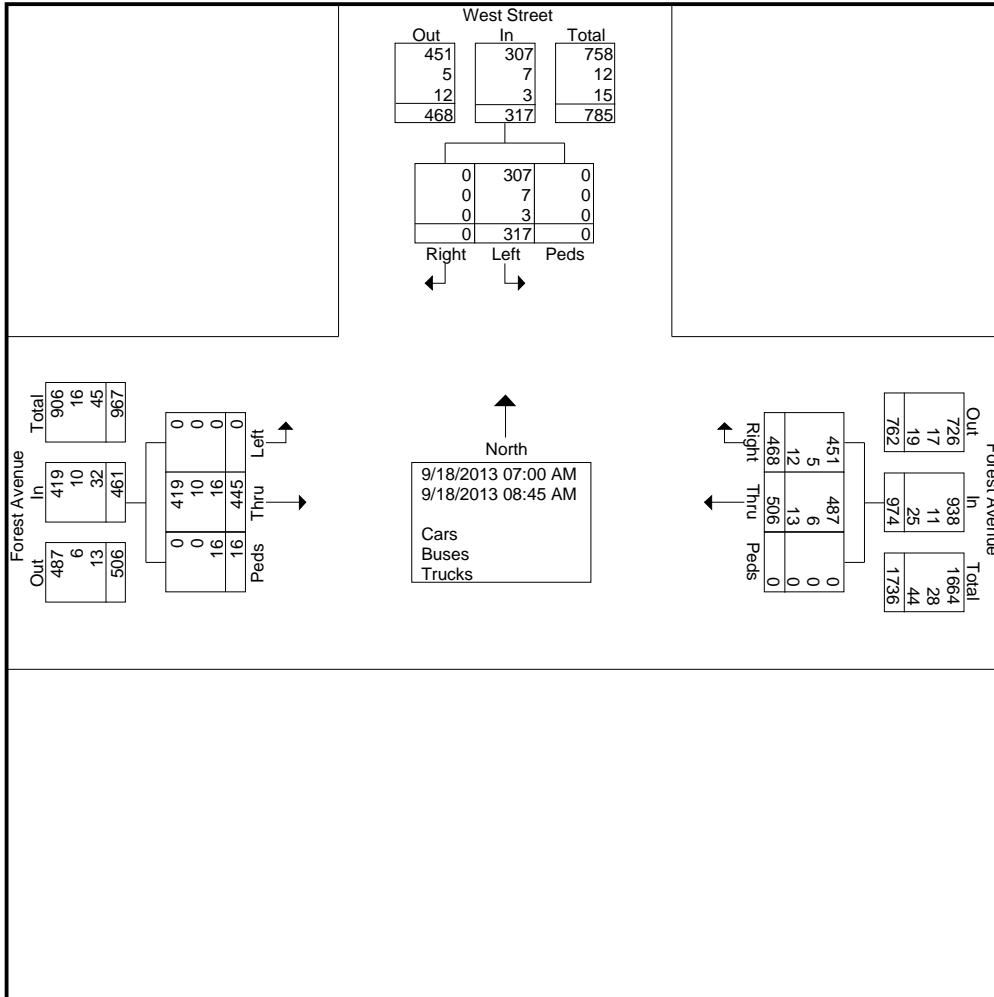 West Street
Out In Total
451 307 758
5 7 12
12 3 15
468 317 785
0 307 0
0 7 0
0 3 0
0 317 0
Right Left Peds
Forest Avenue
Total In Out
906 419 487
16 10 6
45 32 13
967 461 506
Left Thru Peds
0 419 0
0 10 0
0 16 16
0 445 16
North
9/18/2013 07:00 AM
9/18/2013 08:45 AM
Cars
Buses
Trucks
Right Thru Peds
451 487 0
5 6 0
12 13 0
468 506 0
Forest Avenue
Out In Total
726 938 1664
17 11 28
19 25 44
762 974 1736